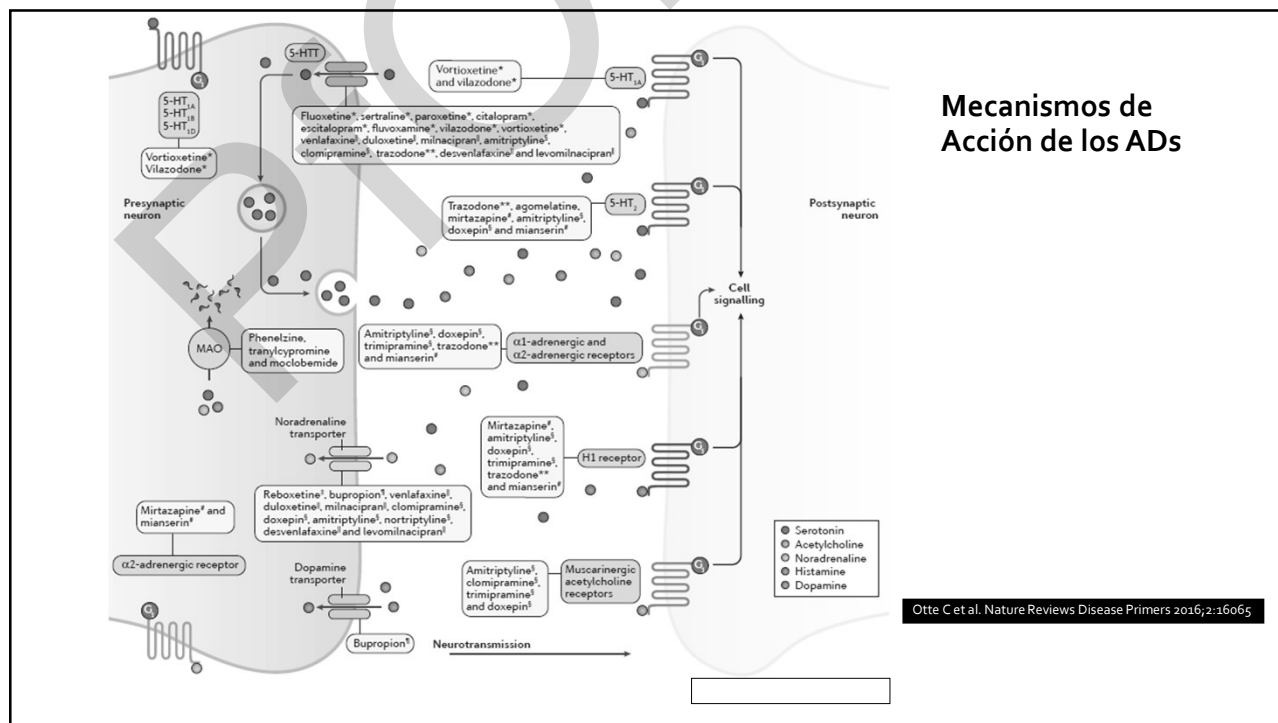 Mecanismos de
Acción de los ADs
5-HTT
G
5-HT1A
5-HT1B
5-HT1D
Vortioxetine*
Vilazodone*
Presynaptic
neuron
Fluoxetine*, sertraline*, paroxetine*, citalopram*,
escitalopram*, fluvoxamine*, vilazodone*, vortioxetine*,
venlafaxine||, duloxetine||, milnacipran||, amitriptyline§,
clomipramine§, trazodone**, desvenlafaxine|| and levomilnacipran||
Vortioxetine*
and vilazodone*
5-HT1A
G
Trazodone**, agomelatine,
mirtazapine#, amitriptyline§,
doxepin§ and mianserin#
5-HT2
G
Postsynaptic
neuron
Cell
signalling
MAO
Phenelzine,
tranylcypromine
and moclobemide
Amitriptyline§, doxepin§,
trimipramine§, trazodone**
and mianserin#
α1-adrenergic and
α2-adrenergic receptors
G
Noradrenaline
transporter
Reboxetine‡, bupropion¶, venlafaxine||,
duloxetine||, milnacipran||, clomipramine§,
doxepin§, amitriptyline§, nortriptyline§,
desvenlafaxine|| and levomilnacipran||
Mirtazapine#,
amitriptyline§,
doxepin§,
trimipramine§,
trazodone**
and mianserin#
H1 receptor
G
Mirtazapine# and
mianserin#
α2-adrenergic receptor
G
Dopamine
transporter
Bupropion¶
Amitriptyline§,
clomipramine§,
trimipramine§
and doxepin§
Muscarinergic
acetylcholine
receptors
G
Serotonin
Acetylcholine
Noradrenaline
Histamine
Dopamine
Neurotransmission
Otte C et al. Nature Reviews Disease Primers 2016;2:16065